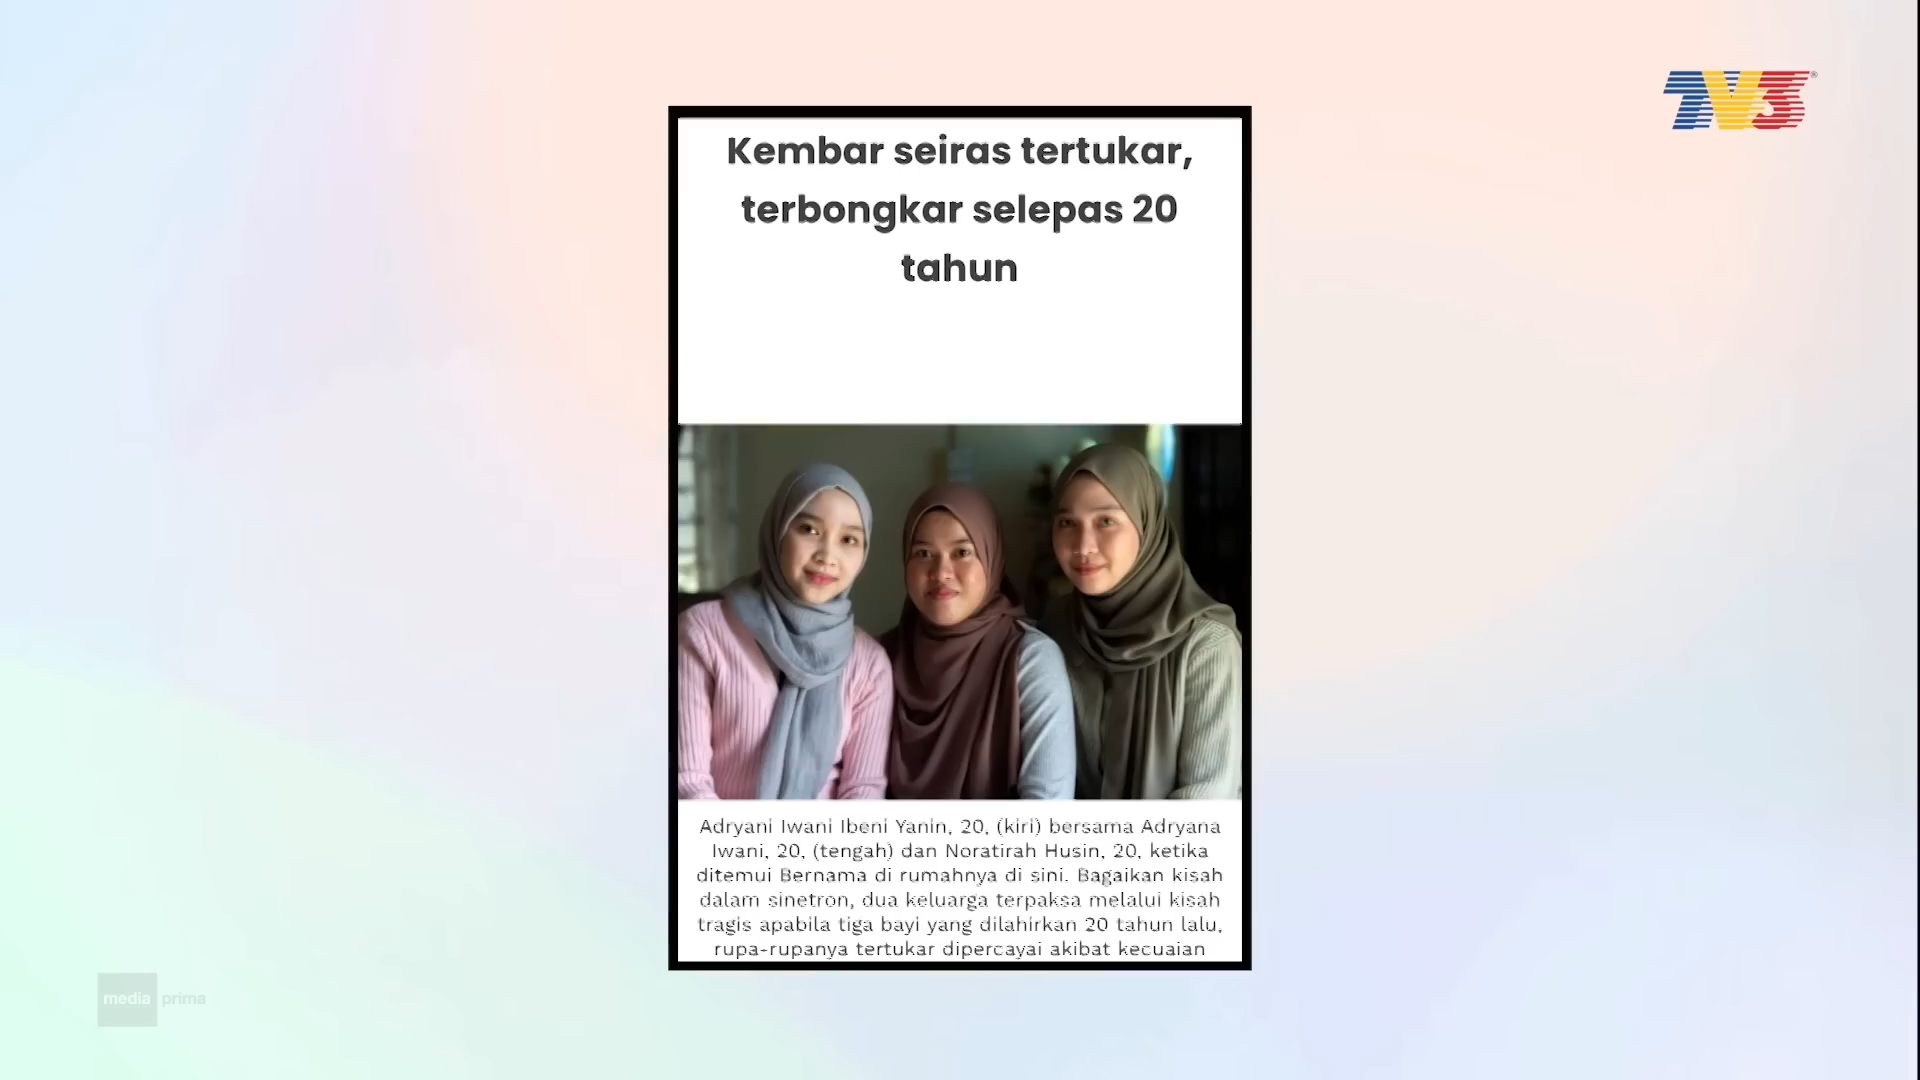 TV3
Kembar seiras tertukar,
terbongkar selepas 20
tahun
Adryani Iwani Ibeni Yanin, 20, (kiri) bersama Adryana
Iwani, 20, (tengah) dan Noratirah Husin, 20, ketika
ditemui Bernama di rumahnya di sini. Bagaikan kisah
dalam sinetron, dua keluarga terpaksa melalui kisah
tragis apabila tiga bayi yang dilahirkan 20 tahun lalu,
rupa-rupanya tertukar dipercayai akibat kecuaian
media prima